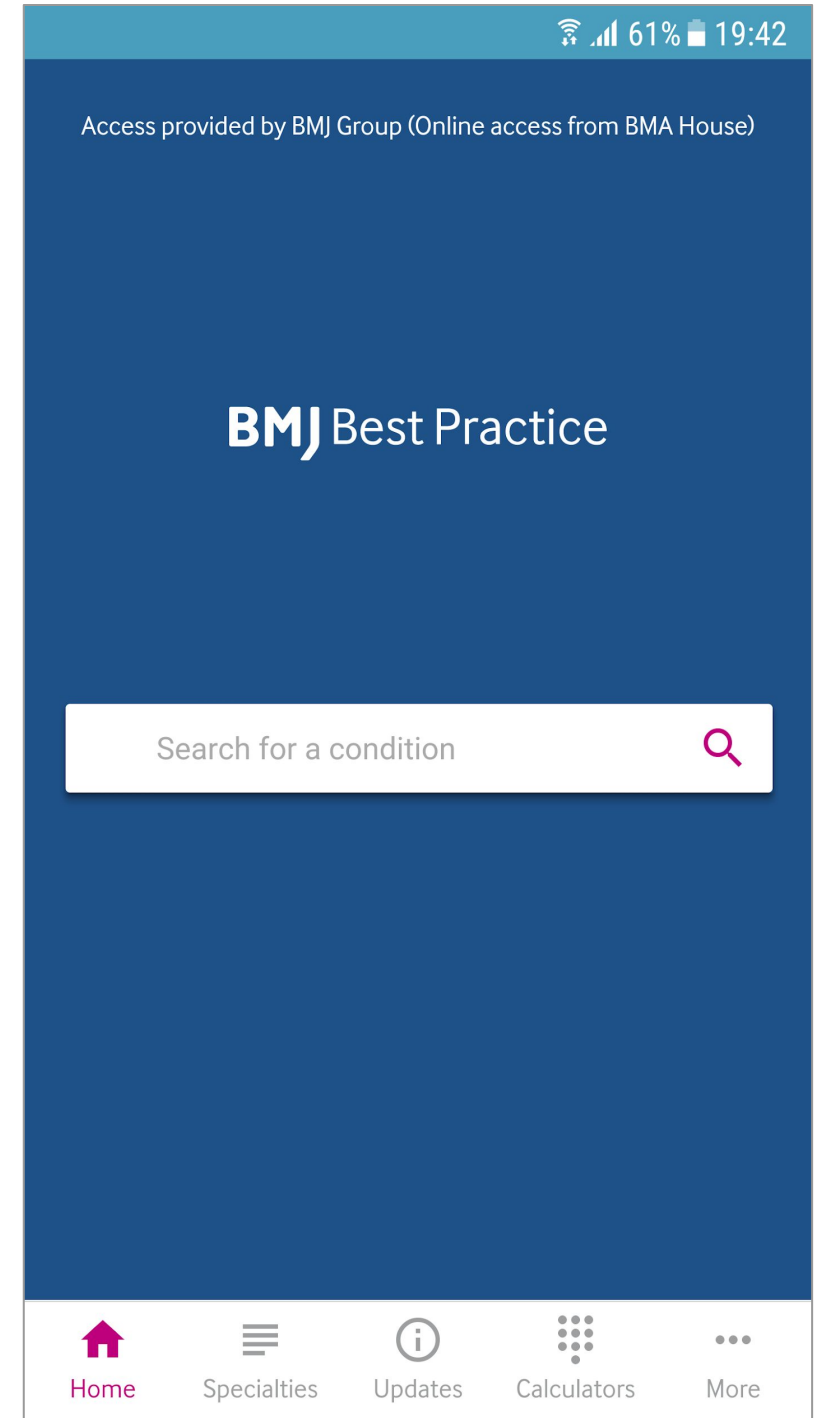 61% 19:42
Access provided by BMJ Group (Online access from BMA House)
BMJ Best Practice
Search for a condition
Home Specialties Updates Calculators More